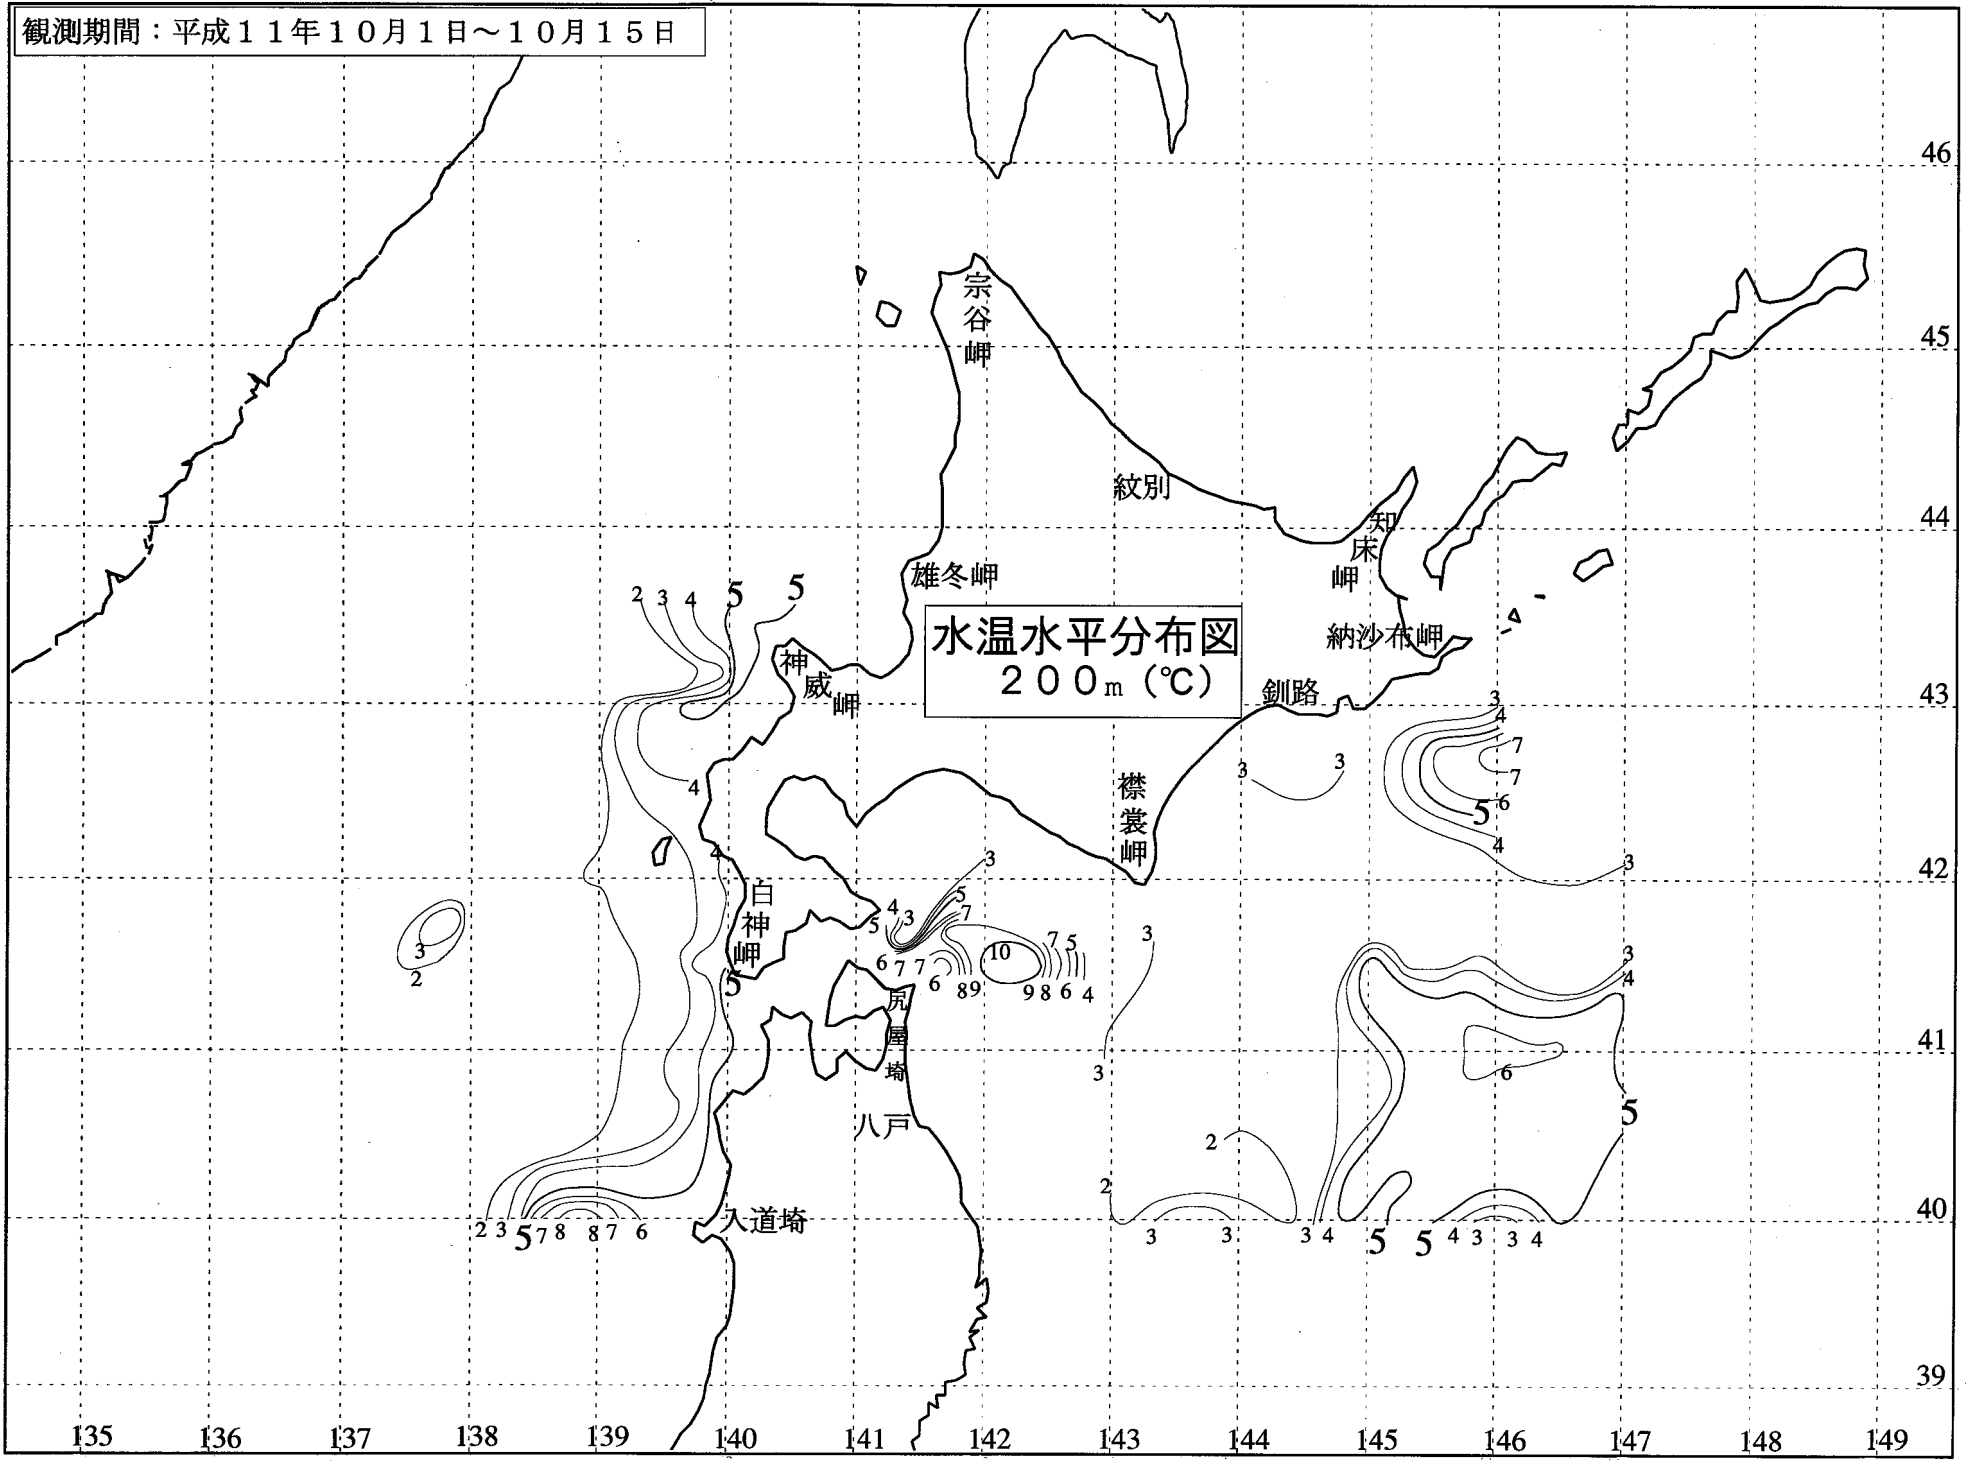 観測期間：平成１１年１０月１日～１０月１５日
46
宗谷岬
45
紋別
44
知床岬
雄冬岬
2 3 4 5 5
水温水平分布図
２００ｍ（℃）
納沙布岬
神威岬
釧路
43
3
4
7
7
6
5
4
3 3
4
襟裳岬
4
3
3
42
白神岬
5
4 3 5 7
5
6 7 7 6 8 9
10
7 5
9 8 6 4
3
3
4
3
2
尻屋埼
41
3
6
5
八戸
2
2
入道埼
40
2 3 5 7 8 8 7 6
3 3 3 4 5 5 4 3 3 4
39
135 136 137 138 139 140 141 142 143 144 145 146 147 148 149